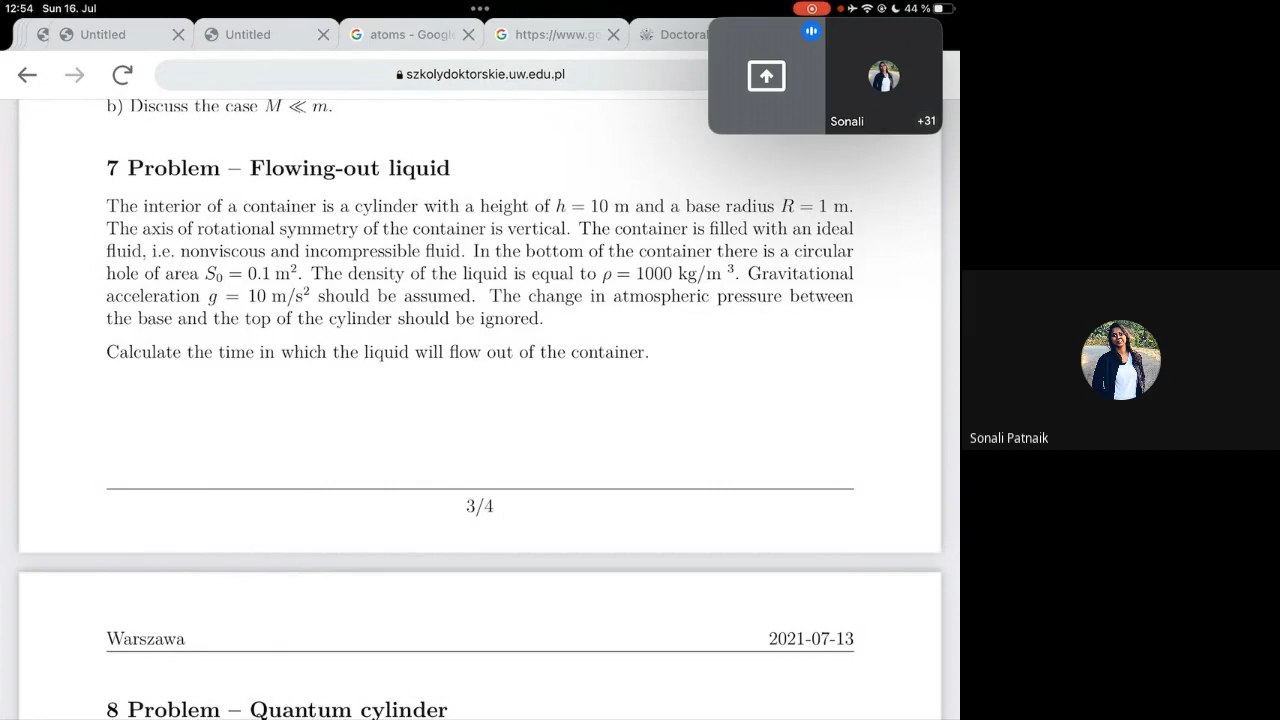 12:54 Sun 16. Jul
44 %
Untitled
Untitled
atoms - Google
https://www.go
Doctoral
szkolydoktorskie.uw.edu.pl
Sonali
+31
b) Discuss the case M ≪ m.
7 Problem – Flowing-out liquid
The interior of a container is a cylinder with a height of h = 10 m and a base radius R = 1 m.
The axis of rotational symmetry of the container is vertical. The container is filled with an ideal
fluid, i.e. nonviscous and incompressible fluid. In the bottom of the container there is a circular
hole of area S₀ = 0.1 m². The density of the liquid is equal to ρ = 1000 kg/m ³. Gravitational
acceleration g = 10 m/s² should be assumed. The change in atmospheric pressure between
the base and the top of the cylinder should be ignored.
Calculate the time in which the liquid will flow out of the container.
3/4
Warszawa
2021-07-13
8 Problem – Quantum cylinder
Sonali Patnaik